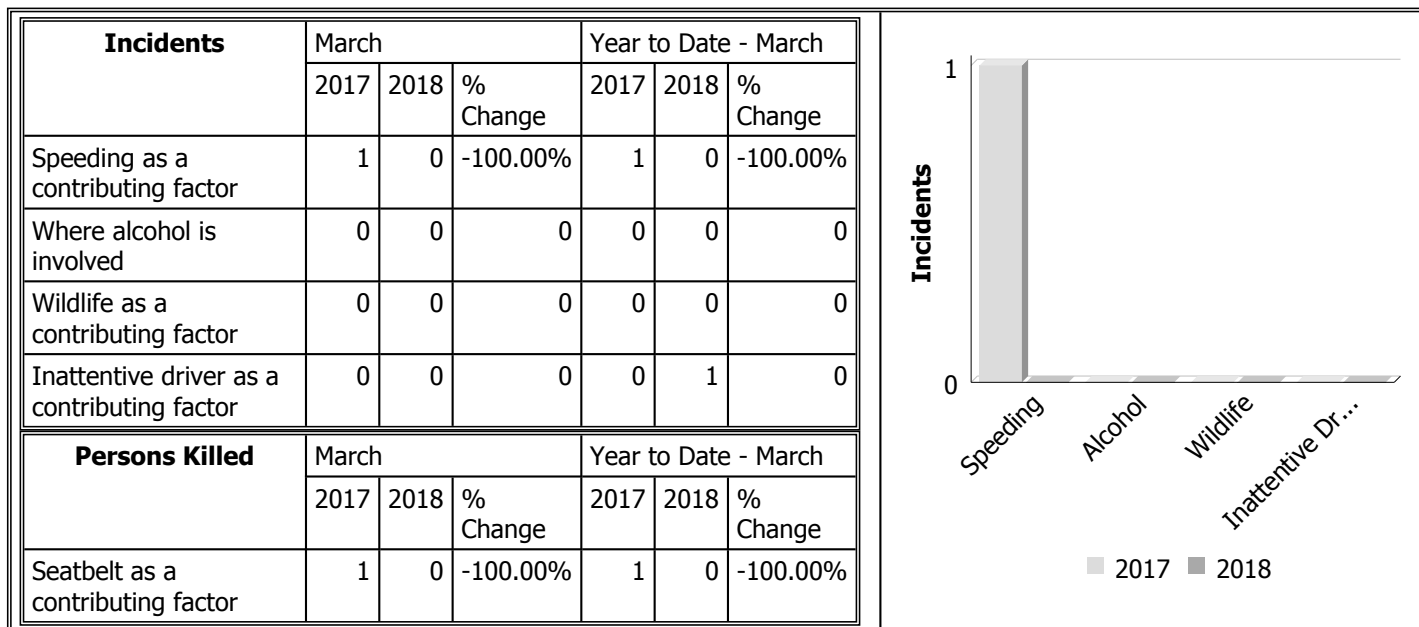 Incidents March Year to Date - March
2017 2018 % Change 2017 2018 % Change
Speeding as a contributing factor 1 0 -100.00% 1 0 -100.00%
Where alcohol is involved 0 0 0 0 0 0
Wildlife as a contributing factor 0 0 0 0 0 0
Inattentive driver as a contributing factor 0 0 0 0 1 0
Persons Killed March Year to Date - March
2017 2018 % Change 2017 2018 % Change
Seatbelt as a contributing factor 1 0 -100.00% 1 0 -100.00%
Incidents
1
0
Speeding Alcohol Wildlife Inattentive Dr...
2017 2018